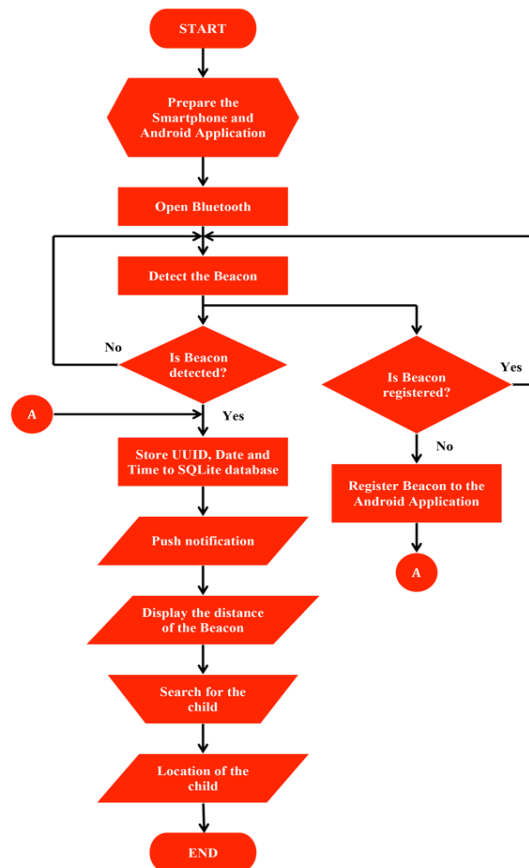 START
Prepare the
Smartphone and
Android Application
Open Bluetooth
Detect the Beacon
No
Is Beacon
detected?
Yes
Is Beacon
registered?
A
Yes
No
Store UUID, Date and
Time to SQLite database
Register Beacon to the
Android Application
Push notification
A
Display the distance
of the Beacon
Search for the
child
Location of the
child
END